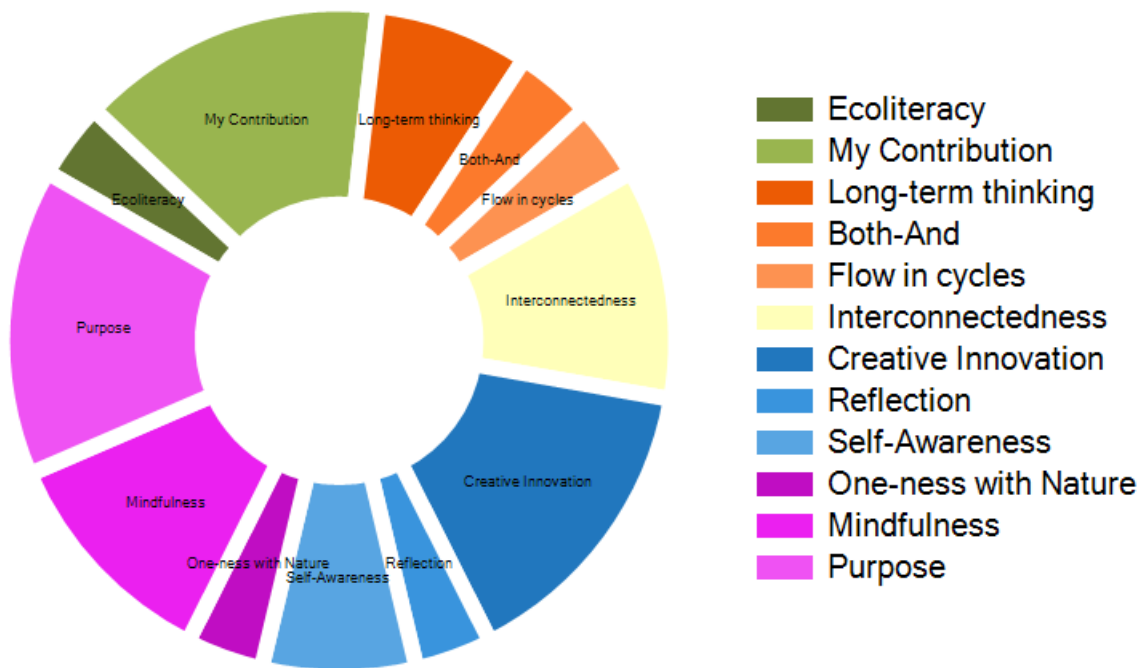 My Contribution
Long-term thinking
Both-And
Flow in cycles
Ecoliteracy
Interconnectedness
Purpose
Creative Innovation
Mindfulness
One-ness with Nature
Self-Awareness
Reflection
Ecoliteracy
My Contribution
Long-term thinking
Both-And
Flow in cycles
Interconnectedness
Creative Innovation
Reflection
Self-Awareness
One-ness with Nature
Mindfulness
Purpose